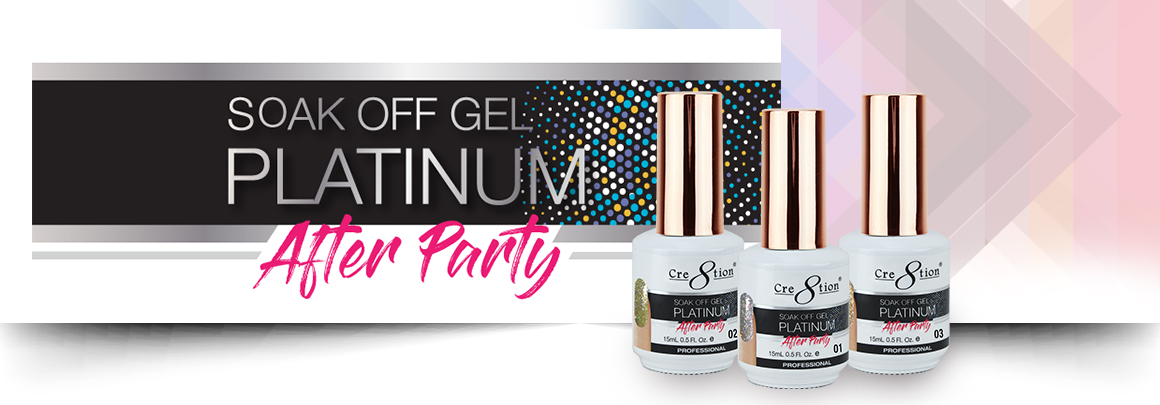 SOAK OFF GEL
PLATINUM
After Party
Cre8tion®
SOAK OFF GEL
PLATINUM
After Party
02
15mL 0.5 Fl. Oz. ℮
PROFESSIONAL
Cre8tion®
SOAK OFF GEL
PLATINUM
After Party
01
15mL 0.5 Fl. Oz. ℮
PROFESSIONAL
Cre8tion®
SOAK OFF GEL
PLATINUM
After Party
03
15mL 0.5 Fl. Oz. ℮
PROFESSIONAL